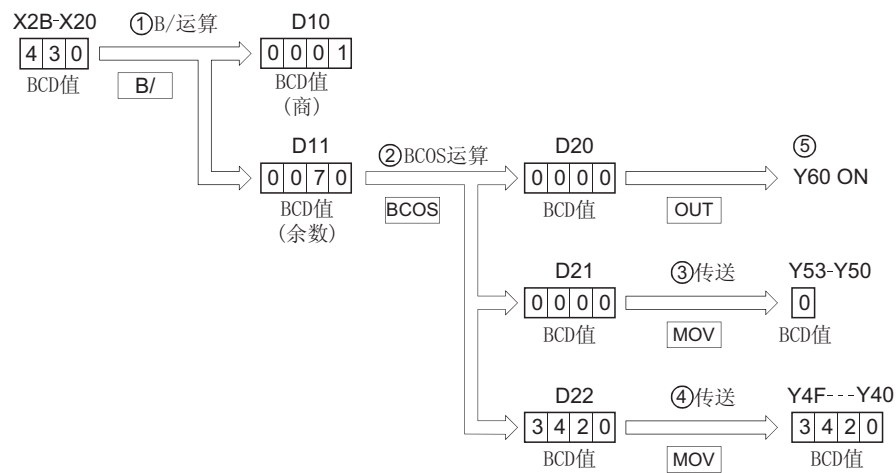 X2B-X20 ①B/运算 D10
4 3 0 0 0 0 1
BCD值 B/ BCD值
(商)
D11 ②BCOS运算 D20 ⑤
0 0 7 0 0 0 0 0 Y60 ON
BCD值 BCOS BCD值 OUT
(余数)
D21 ③传送 Y53-Y50
0 0 0 0 0
BCD值 MOV BCD值
D22 ④传送 Y4F---Y40
3 4 2 0 3 4 2 0
BCD值 MOV BCD值